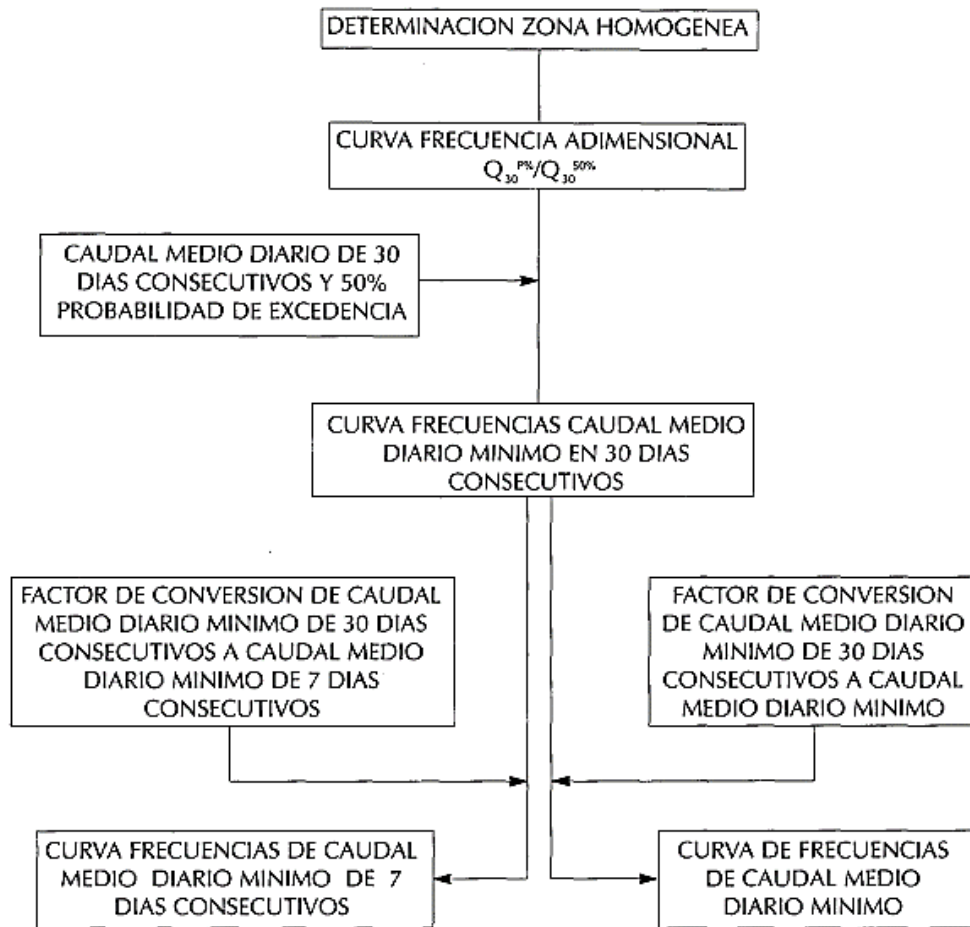 DETERMINACION ZONA HOMOGENEA
CURVA FRECUENCIA ADIMENSIONAL
Q₃₀ᴾ%/Q₃₀⁵⁰%
CAUDAL MEDIO DIARIO DE 30
DIAS CONSECUTIVOS Y 50%
PROBABILIDAD DE EXCEDENCIA
CURVA FRECUENCIAS CAUDAL MEDIO
DIARIO MINIMO EN 30 DIAS
CONSECUTIVOS
FACTOR DE CONVERSION DE CAUDAL
MEDIO DIARIO MINIMO DE 30 DIAS
CONSECUTIVOS A CAUDAL MEDIO
DIARIO MINIMO DE 7 DIAS
CONSECUTIVOS
FACTOR DE CONVERSION
DE CAUDAL MEDIO DIARIO
MINIMO DE 30 DIAS
CONSECUTIVOS A CAUDAL
MEDIO DIARIO MINIMO
CURVA FRECUENCIAS DE CAUDAL
MEDIO DIARIO MINIMO DE 7
DIAS CONSECUTIVOS
CURVA DE FRECUENCIAS
DE CAUDAL MEDIO
DIARIO MINIMO